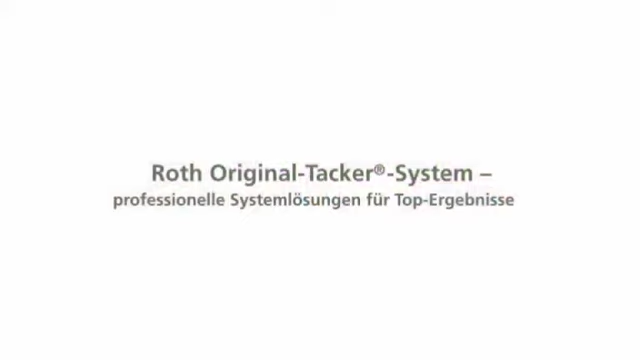 Roth Original-Tacker®-System –
professionelle Systemlösungen für Top-Ergebnisse